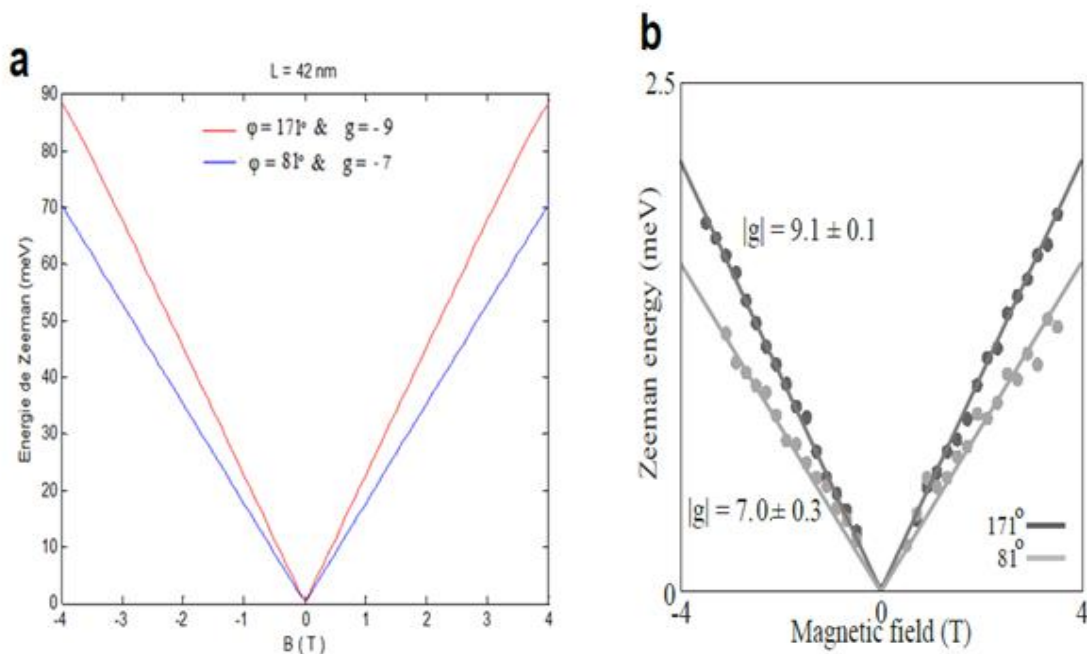 a
L = 42 nm
Energie de Zeeman (meV)
90
80
70
60
50
40
30
20
10
0
φ = 171° & g = - 9
φ = 81° & g = - 7
-4 -3 -2 -1 0 1 2 3 4
B ( T )
b
Zeeman energy (meV)
2.5
0
|g| = 9.1 ± 0.1
|g| = 7.0 ± 0.3
171°
81°
-4 0 4
Magnetic field (T)